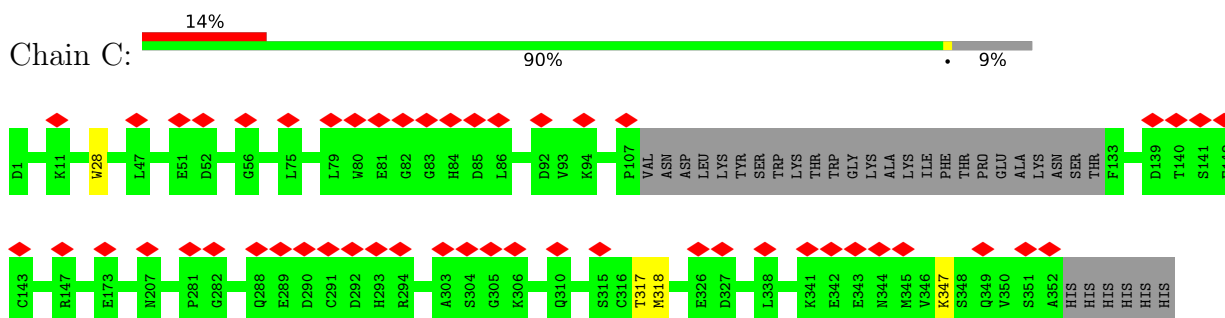 14%
Chain C:
90%
•
9%
D1 K11 W28 L47 E51 D52 G56 L75 L79 W80 E81 G82 G83 H84 D85 L86 D92 V93 K94 P107 VAL ASN ASP LEU LYS TYR SER TRP LYS THR TRP GLY LYS ALA LYS ILE PHE THR PRO GLU ALA LYS ASN SER THR F133 D139 T140 S141
C143 R147 E173 N207 P281 G282 Q288 E289 D290 C291 D292 H293 R294 A303 S304 G305 K306 Q310 S315 C316 T317 M318 E326 D327 L338 K341 E342 E343 N344 M345 V346 K347 S348 Q349 V350 S351 A352 HIS HIS HIS HIS HIS HIS